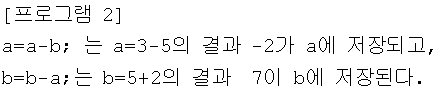 [프로그램 2]
a=a-b; 는 a=3-5의 결과 -2가 a에 저장되고,
b=b-a;는 b=5+2의 결과  7이 b에 저장된다.